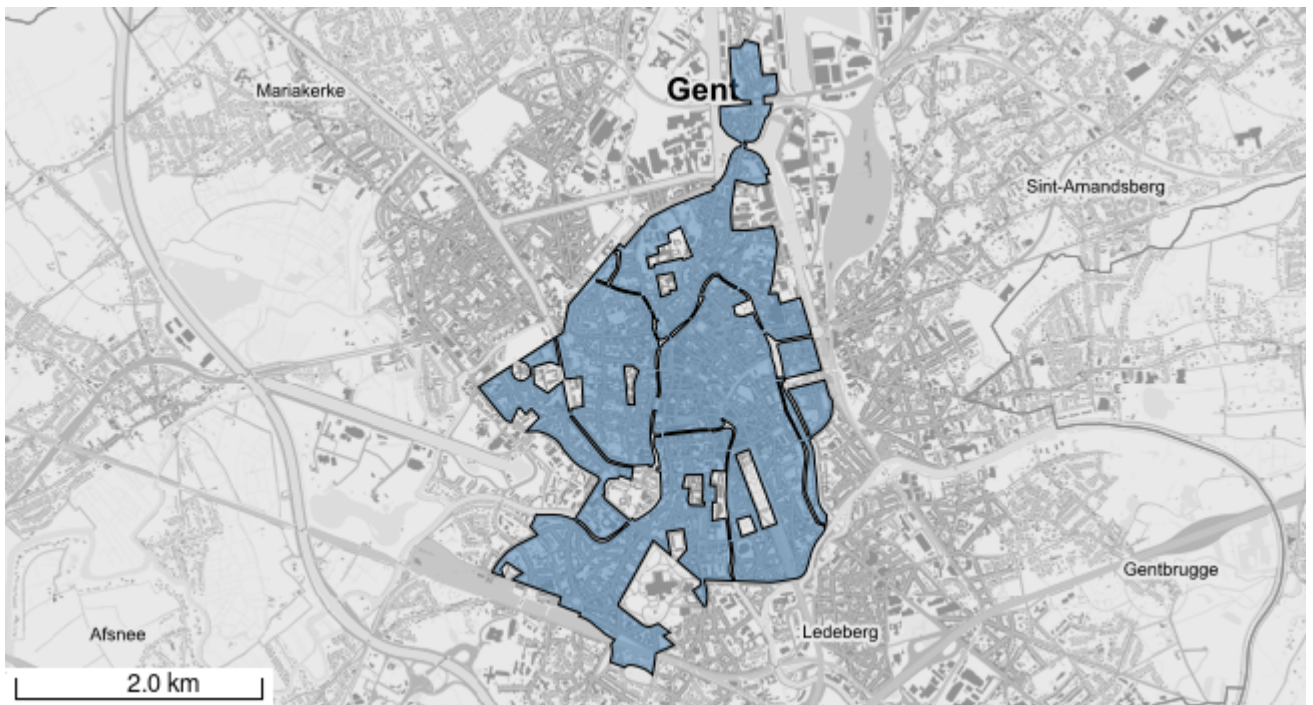 Gent
Mariakerke
Sint-Amandsberg
Gentbrugge
Afsnee
Ledeberg
2.0 km